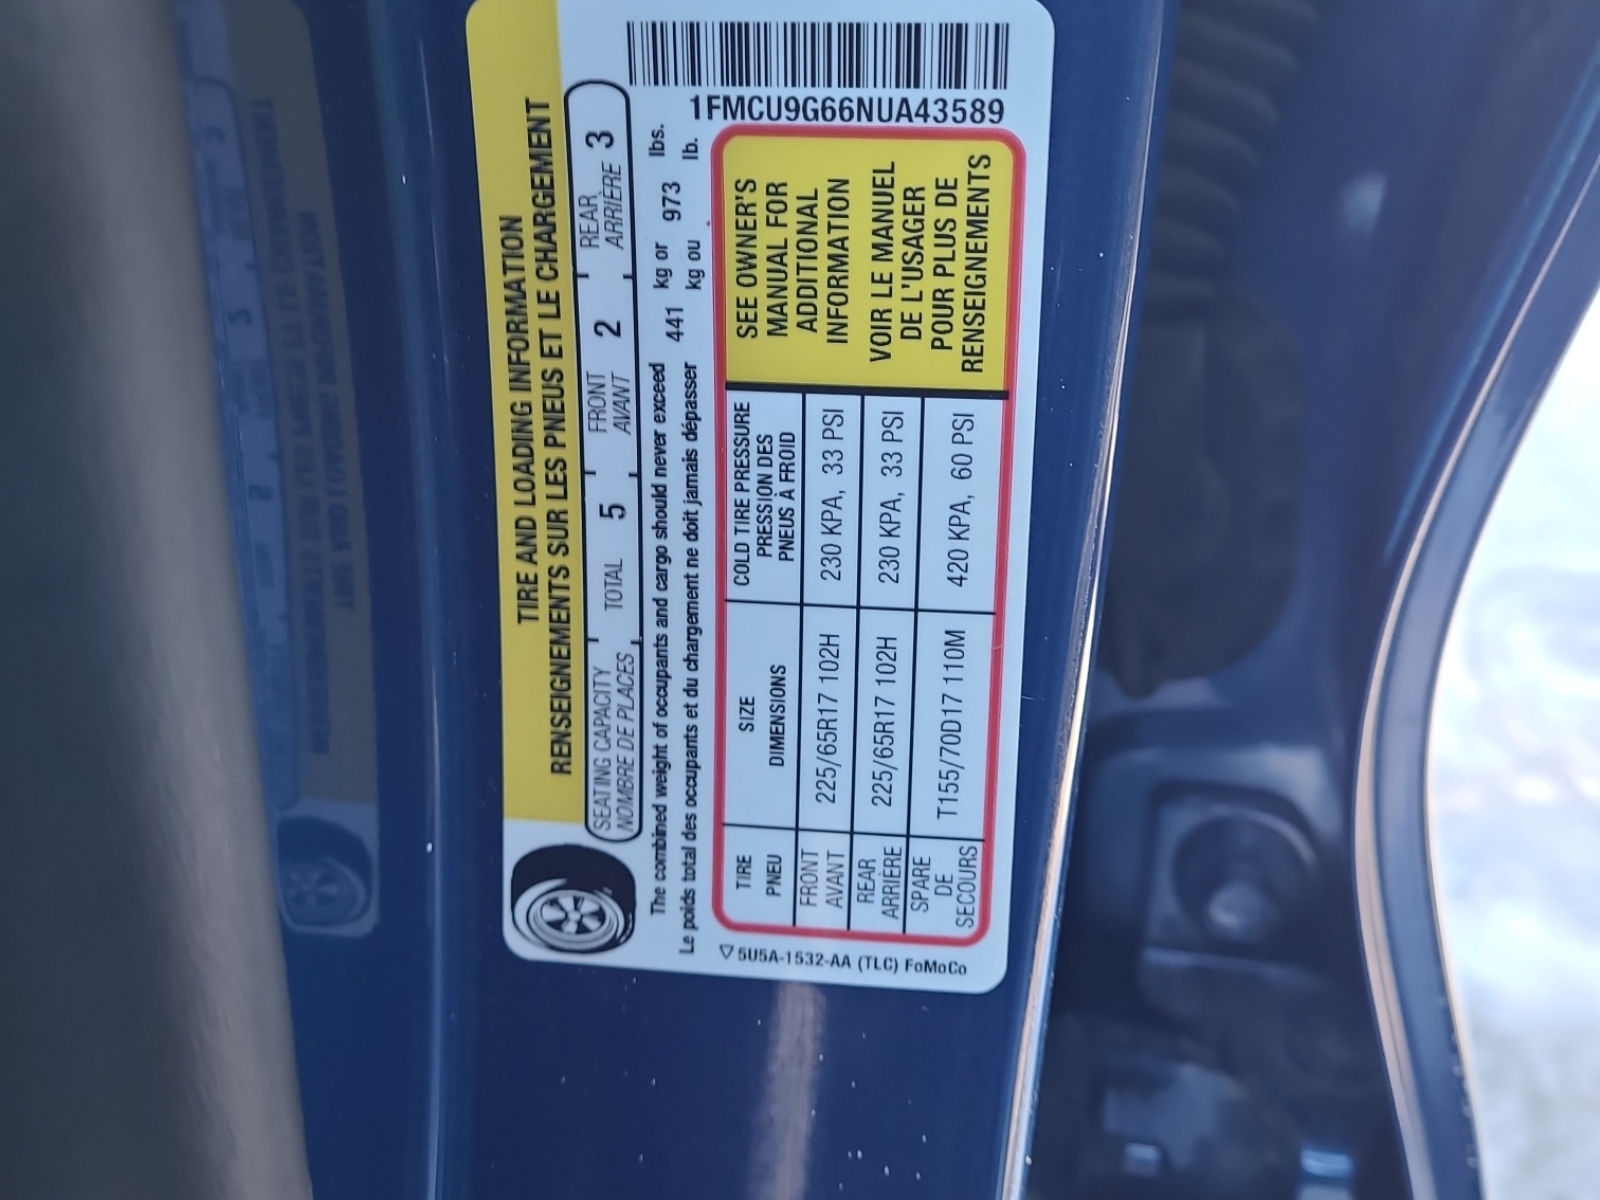 TIRE AND LOADING INFORMATION
RENSEIGNEMENTS SUR LES PNEUS ET LE CHARGEMENT
SEATING CAPACITY TOTAL 5 FRONT 2 REAR 3
NOMBRE DE PLACES AVANT ARRIÈRE
The combined weight of occupants and cargo should never exceed 441 kg or 973 lbs.
Le poids total des occupants et du chargement ne doit jamais dépasser kg ou lb.
1FMCU9G66NUA43589
TIRE SIZE COLD TIRE PRESSURE
PNEU DIMENSIONS PRESSION DES
PNEUS À FROID
FRONT
AVANT 225/65R17 102H 230 KPA, 33 PSI
REAR
ARRIÈRE 225/65R17 102H 230 KPA, 33 PSI
SPARE
DE
SECOURS T155/70D17 110M 420 KPA, 60 PSI
SEE OWNER'S
MANUAL FOR
ADDITIONAL
INFORMATION
VOIR LE MANUEL
DE L'USAGER
POUR PLUS DE
RENSEIGNEMENTS
5U5A-1532-AA (TLC) FoMoCo